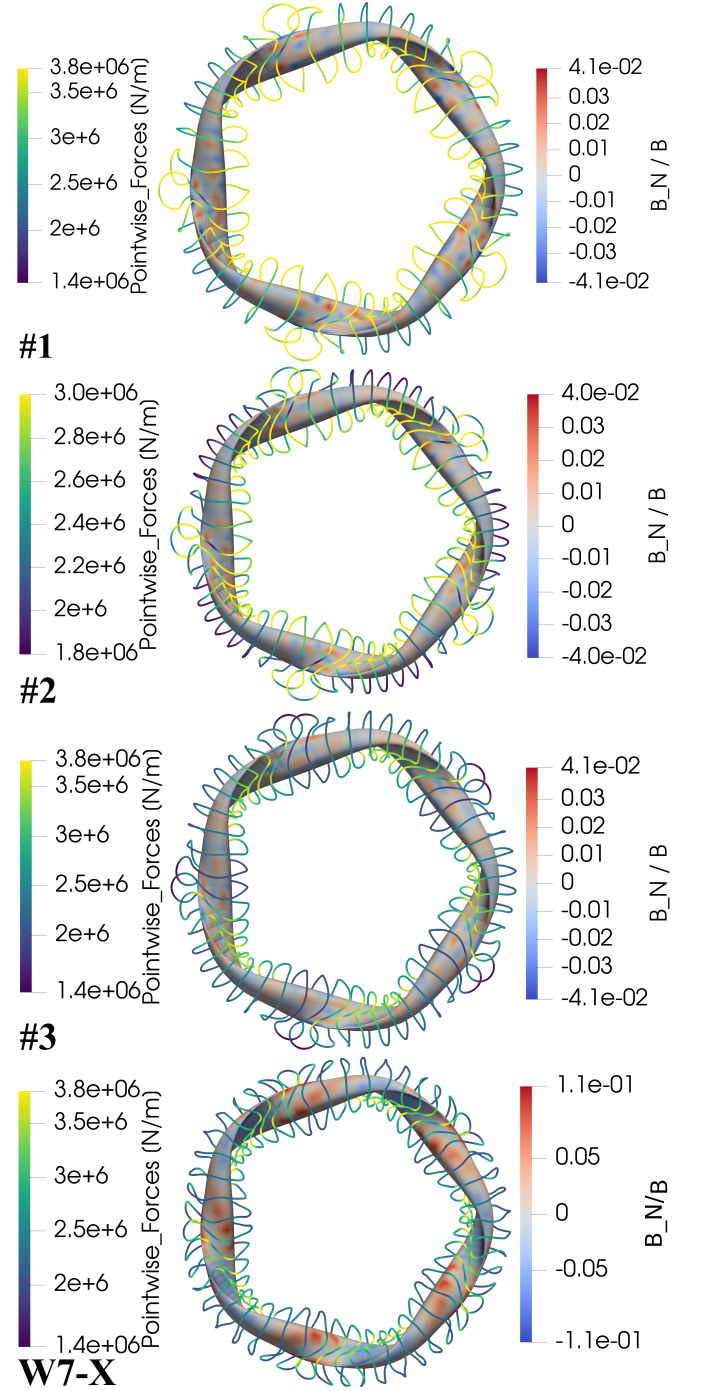 3.8e+06
3.5e+06
3e+6
2.5e+6
2e+6
1.4e+06
Pointwise_Forces (N/m)
4.1e-02
0.03
0.02
0.01
0
-0.01
-0.02
-0.03
-4.1e-02
B_N / B
#1
3.0e+06
2.8e+6
2.6e+6
2.4e+6
2.2e+6
2e+6
1.8e+06
Pointwise_Forces (N/m)
4.0e-02
0.03
0.02
0.01
0
-0.01
-0.02
-0.03
-4.0e-02
B_N / B
#2
3.8e+06
3.5e+6
3e+6
2.5e+6
2e+6
1.4e+06
Pointwise_Forces (N/m)
4.1e-02
0.03
0.02
0.01
0
-0.01
-0.02
-0.03
-4.1e-02
B_N / B
#3
3.8e+06
3.5e+6
3e+6
2.5e+6
2e+6
1.4e+06
Pointwise_Forces (N/m)
1.1e-01
0.05
0
-0.05
-1.1e-01
B_N/B
W7-X